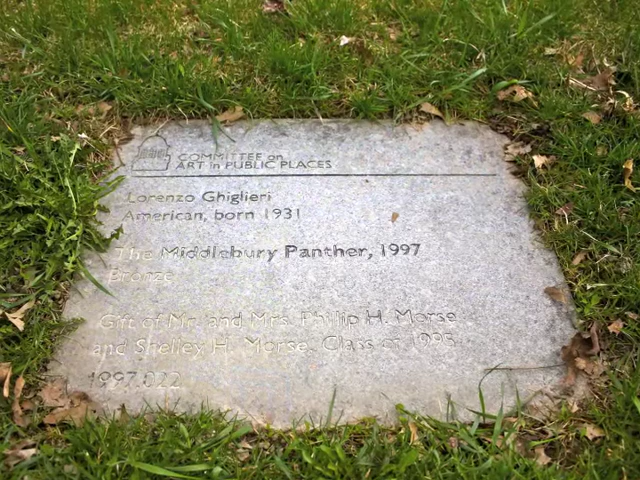 COMMITTEE on
ART in PUBLIC PLACES
Lorenzo Ghiglieri
American, born 1931
The Middlebury Panther, 1997
Bronze
Gift of Mr. and Mrs. Philip H. Morse
and Shelley H. Morse, Class of 1995
1997.022